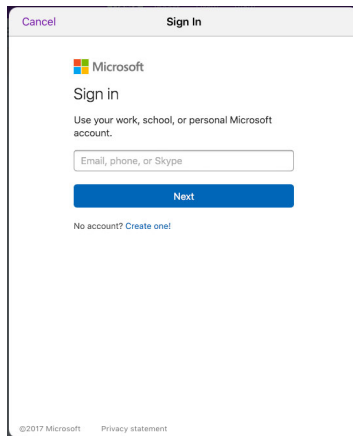 Cancel Sign In
Microsoft
Sign in
Use your work, school, or personal Microsoft
account.
Email, phone, or Skype
Next
No account? Create one!
©2017 Microsoft Privacy statement